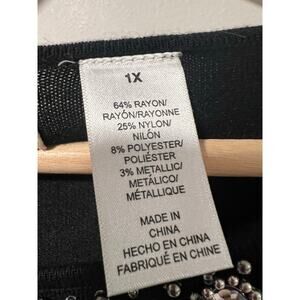 1X
64% RAYON/
RAYÓN/RAYONNE
25% NYLON/
NILÓN
8% POLYESTER/
POLIÉSTER
3% METALLIC/
METÁLICO/
MÉTALLIQUE
MADE IN
CHINA
HECHO EN CHINA
FABRIQUÉ EN CHINE